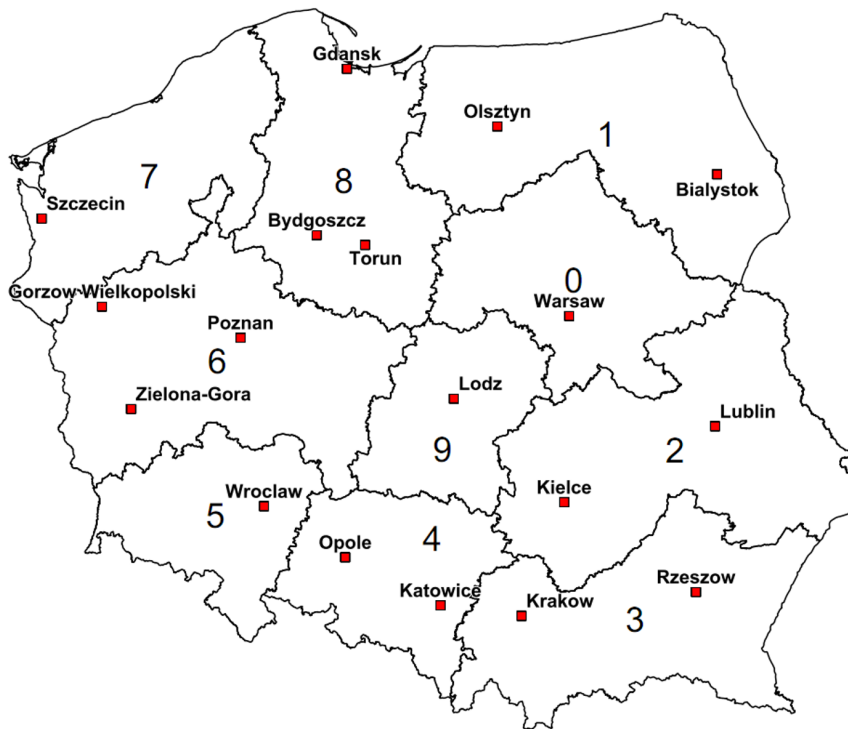 Gdansk
Olsztyn
1
7
8
Bialystok
Szczecin
Bydgoszcz
Torun
0
Gorzow Wielkopolski
Warsaw
Poznan
6
Zielona-Gora
Lodz
Lublin
9
2
Wroclaw
5
Kielce
Opole
4
Katowice
Krakow
Rzeszow
3